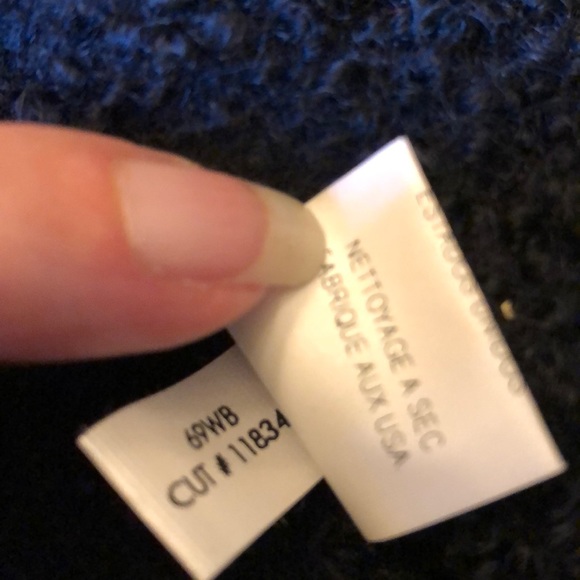 NETTOYAGE A SEC
FABRIQUE AUX USA
69WB
CUT # 11834